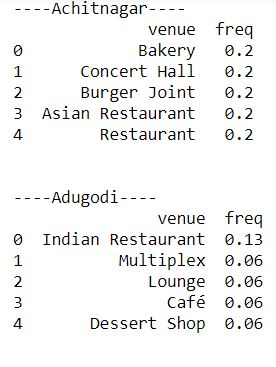 ----Achitnagar----
              venue  freq
0            Bakery   0.2
1      Concert Hall   0.2
2      Burger Joint   0.2
3  Asian Restaurant   0.2
4        Restaurant   0.2
----Adugodi----
               venue  freq
0  Indian Restaurant  0.13
1          Multiplex  0.06
2             Lounge  0.06
3               Café  0.06
4       Dessert Shop  0.06